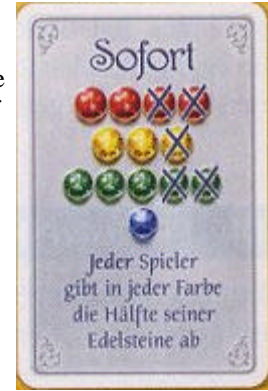 e
Sofort
Jeder Spieler
gibt in jeder Farbe
die Hälfte seiner
Edelsteine ab